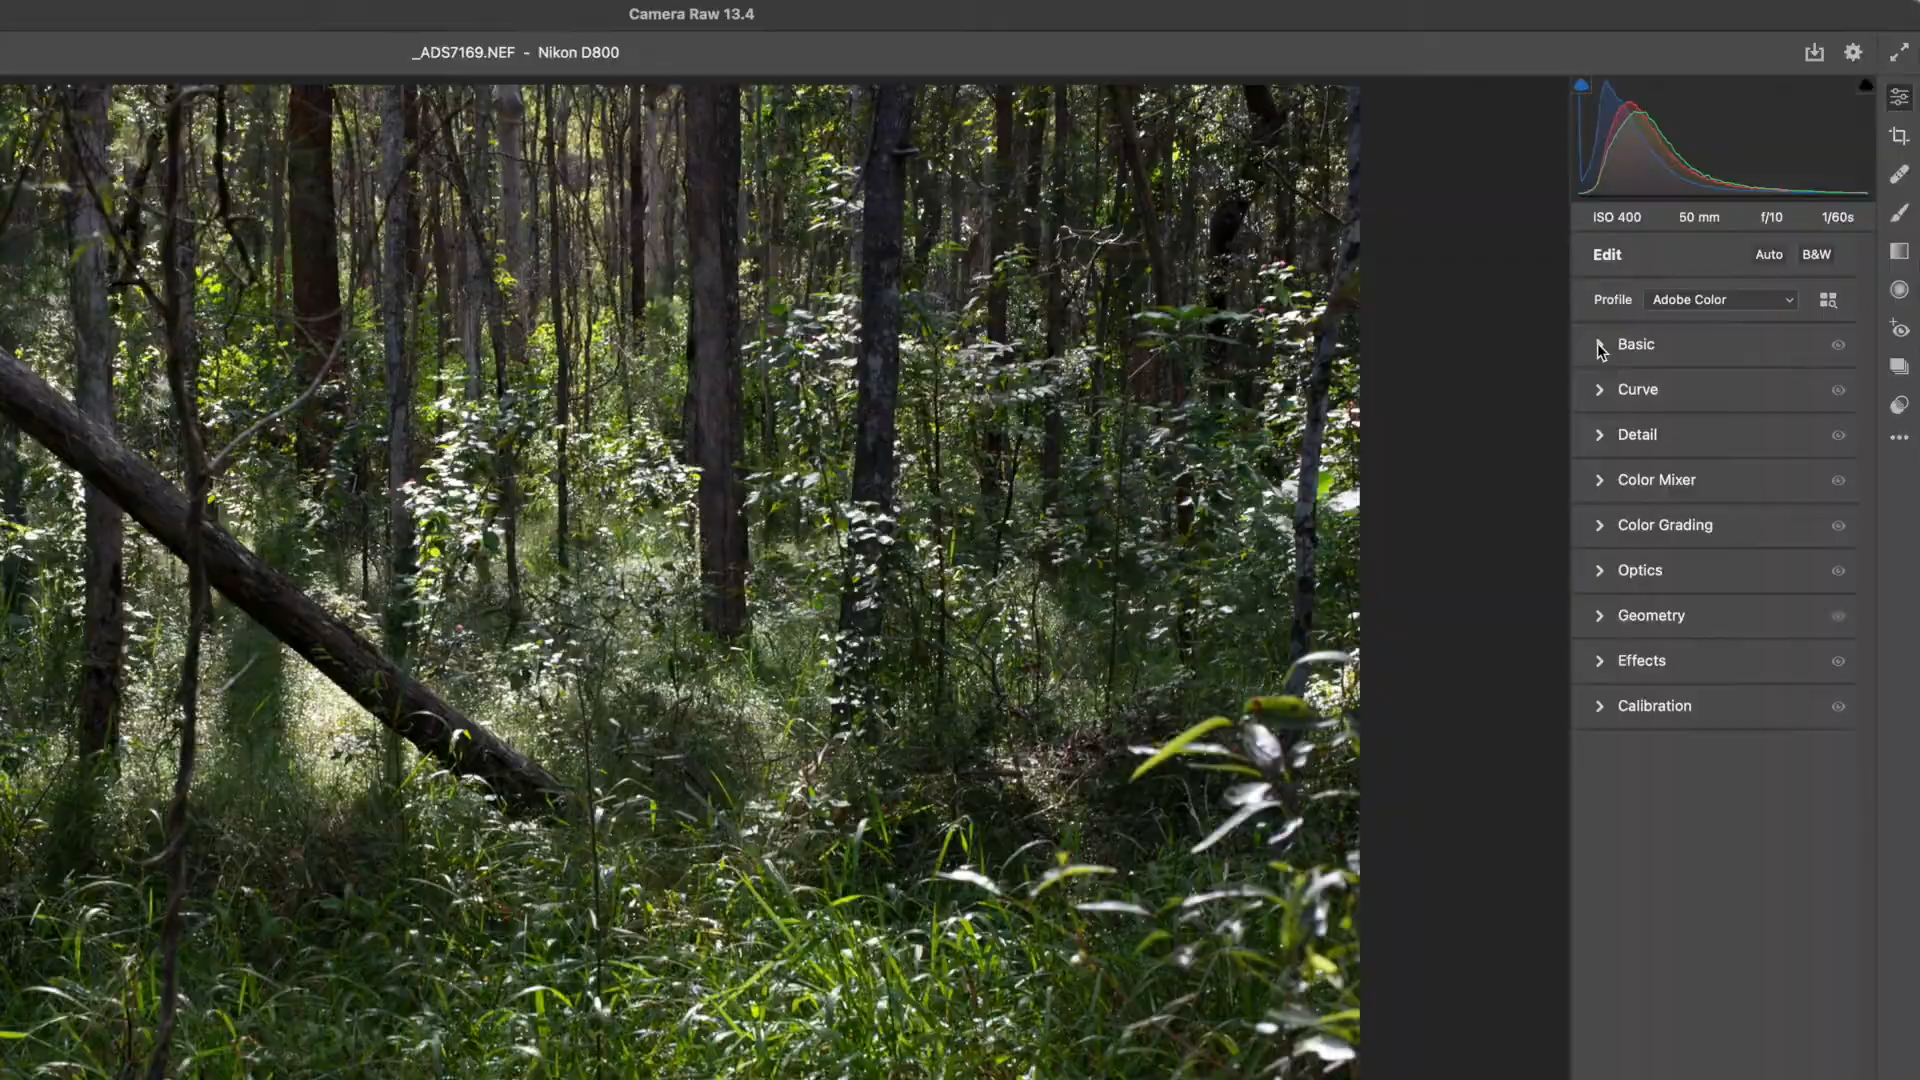 Camera Raw 13.4
_ADS7169.NEF - Nikon D800
ISO 400 50 mm f/10 1/60s
Edit Auto B&W
Profile Adobe Color
Basic
Curve
Detail
Color Mixer
Color Grading
Optics
Geometry
Effects
Calibration